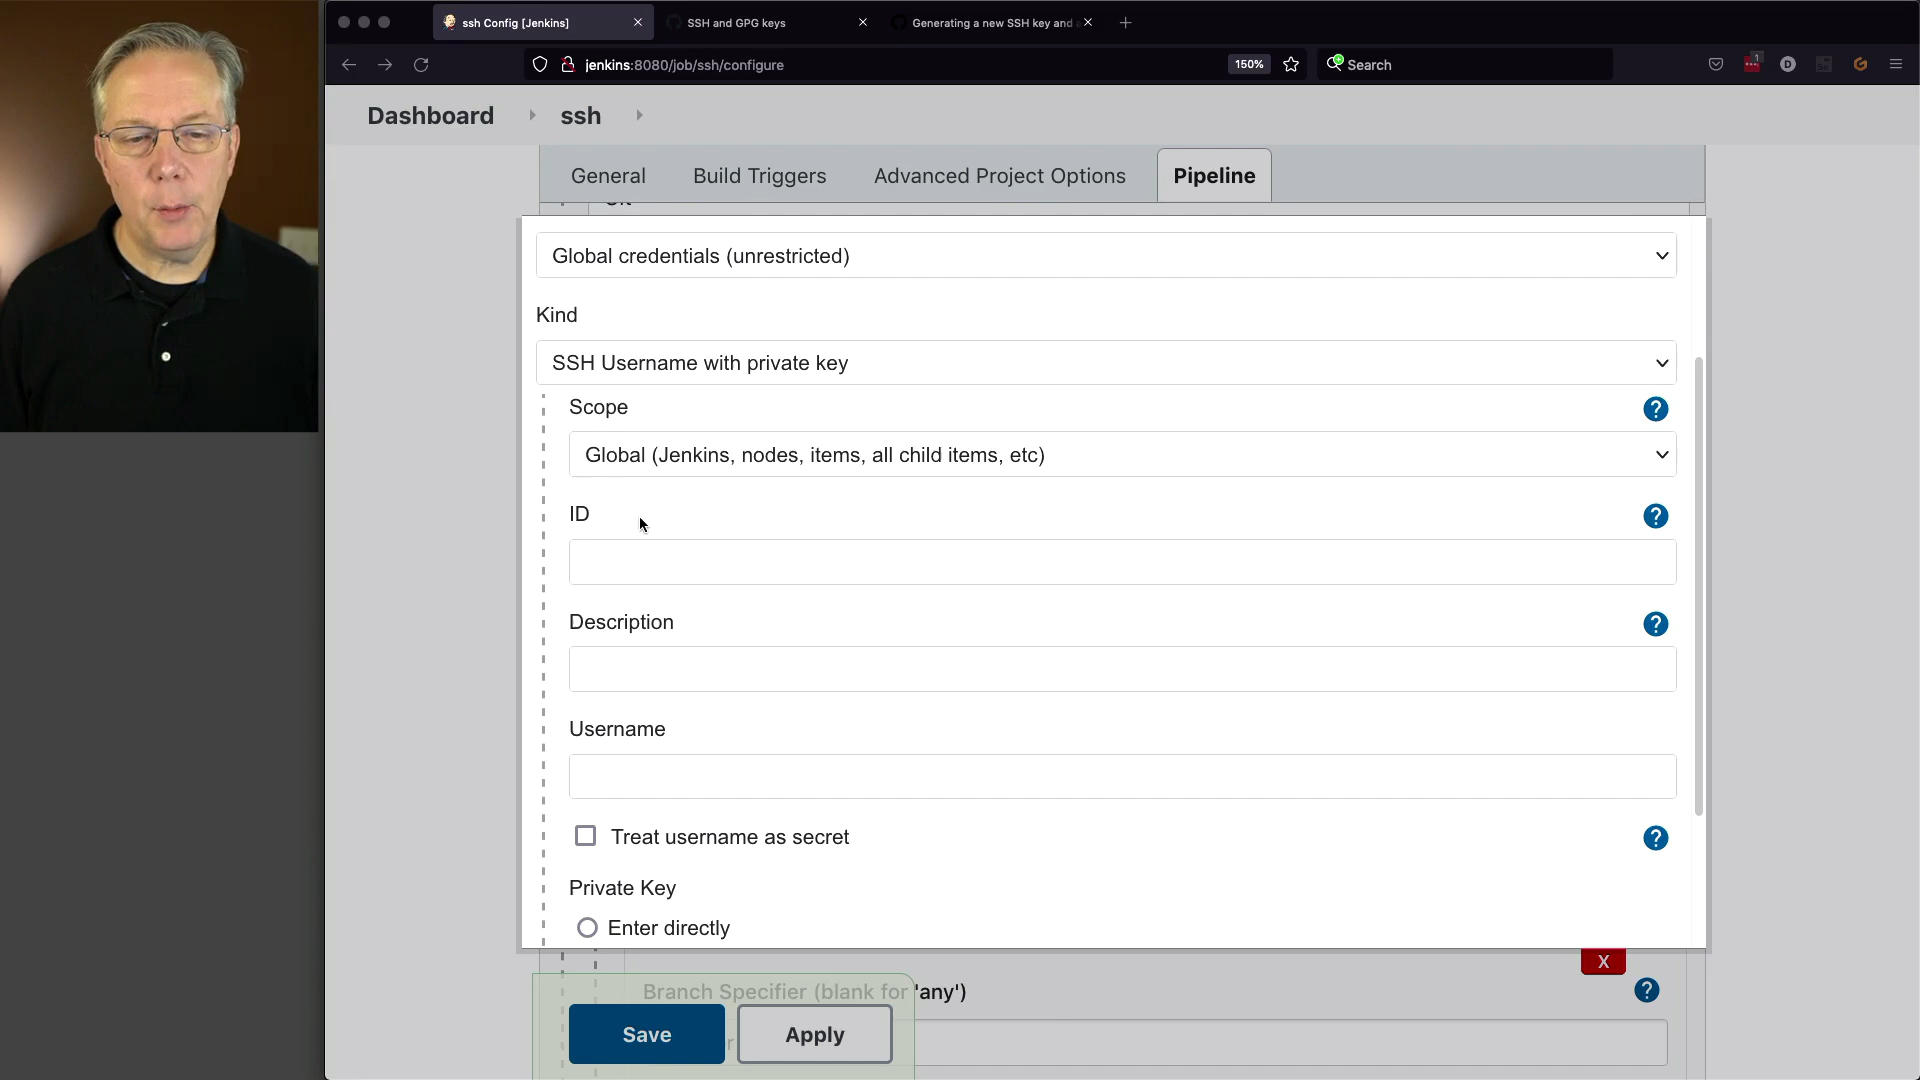 ssh Config [Jenkins]
SSH and GPG keys
Generating a new SSH key and
jenkins:8080/job/ssh/configure
150%
Search
1
D
Dashboard
ssh
General
Build Triggers
Advanced Project Options
Pipeline
Global credentials (unrestricted)
Kind
SSH Username with private key
Scope
?
Global (Jenkins, nodes, items, all child items, etc)
ID
?
Description
?
Username
Treat username as secret
?
Private Key
Enter directly
X
Branch Specifier (blank for 'any')
?
Save
Apply